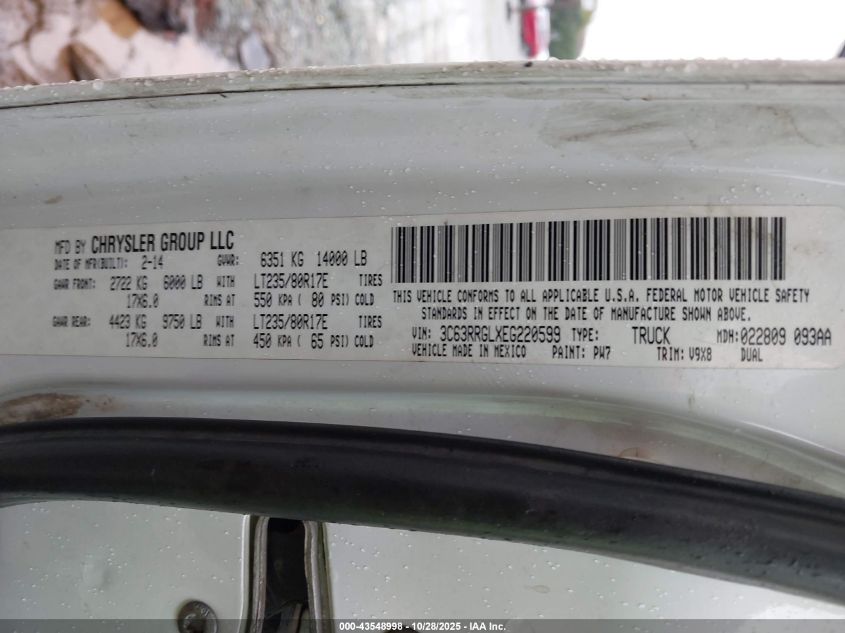 MFD BY CHRYSLER GROUP LLC
DATE OF MFR(BUILT): 2-14 GVWR: 6351 KG 14000 LB
GAWR FRONT: 2722 KG 6000 LB WITH LT235/80R17E TIRES
17X6.0 RIMS AT 550 KPA ( 80 PSI) COLD
GAWR REAR: 4423 KG 9750 LB WITH LT235/80R17E TIRES
17X6.0 RIMS AT 450 KPA ( 65 PSI) COLD
THIS VEHICLE CONFORMS TO ALL APPLICABLE U.S.A. FEDERAL MOTOR VEHICLE SAFETY
STANDARDS IN EFFECT ON THE DATE OF MANUFACTURE SHOWN ABOVE.
VIN: 3C63RRGLXEG220599 TYPE: TRUCK MDH:022809 093AA
VEHICLE MADE IN MEXICO PAINT: PW7 TRIM: V9X8 DUAL
000-43548998 | 10/28/2025 | IAAI.com